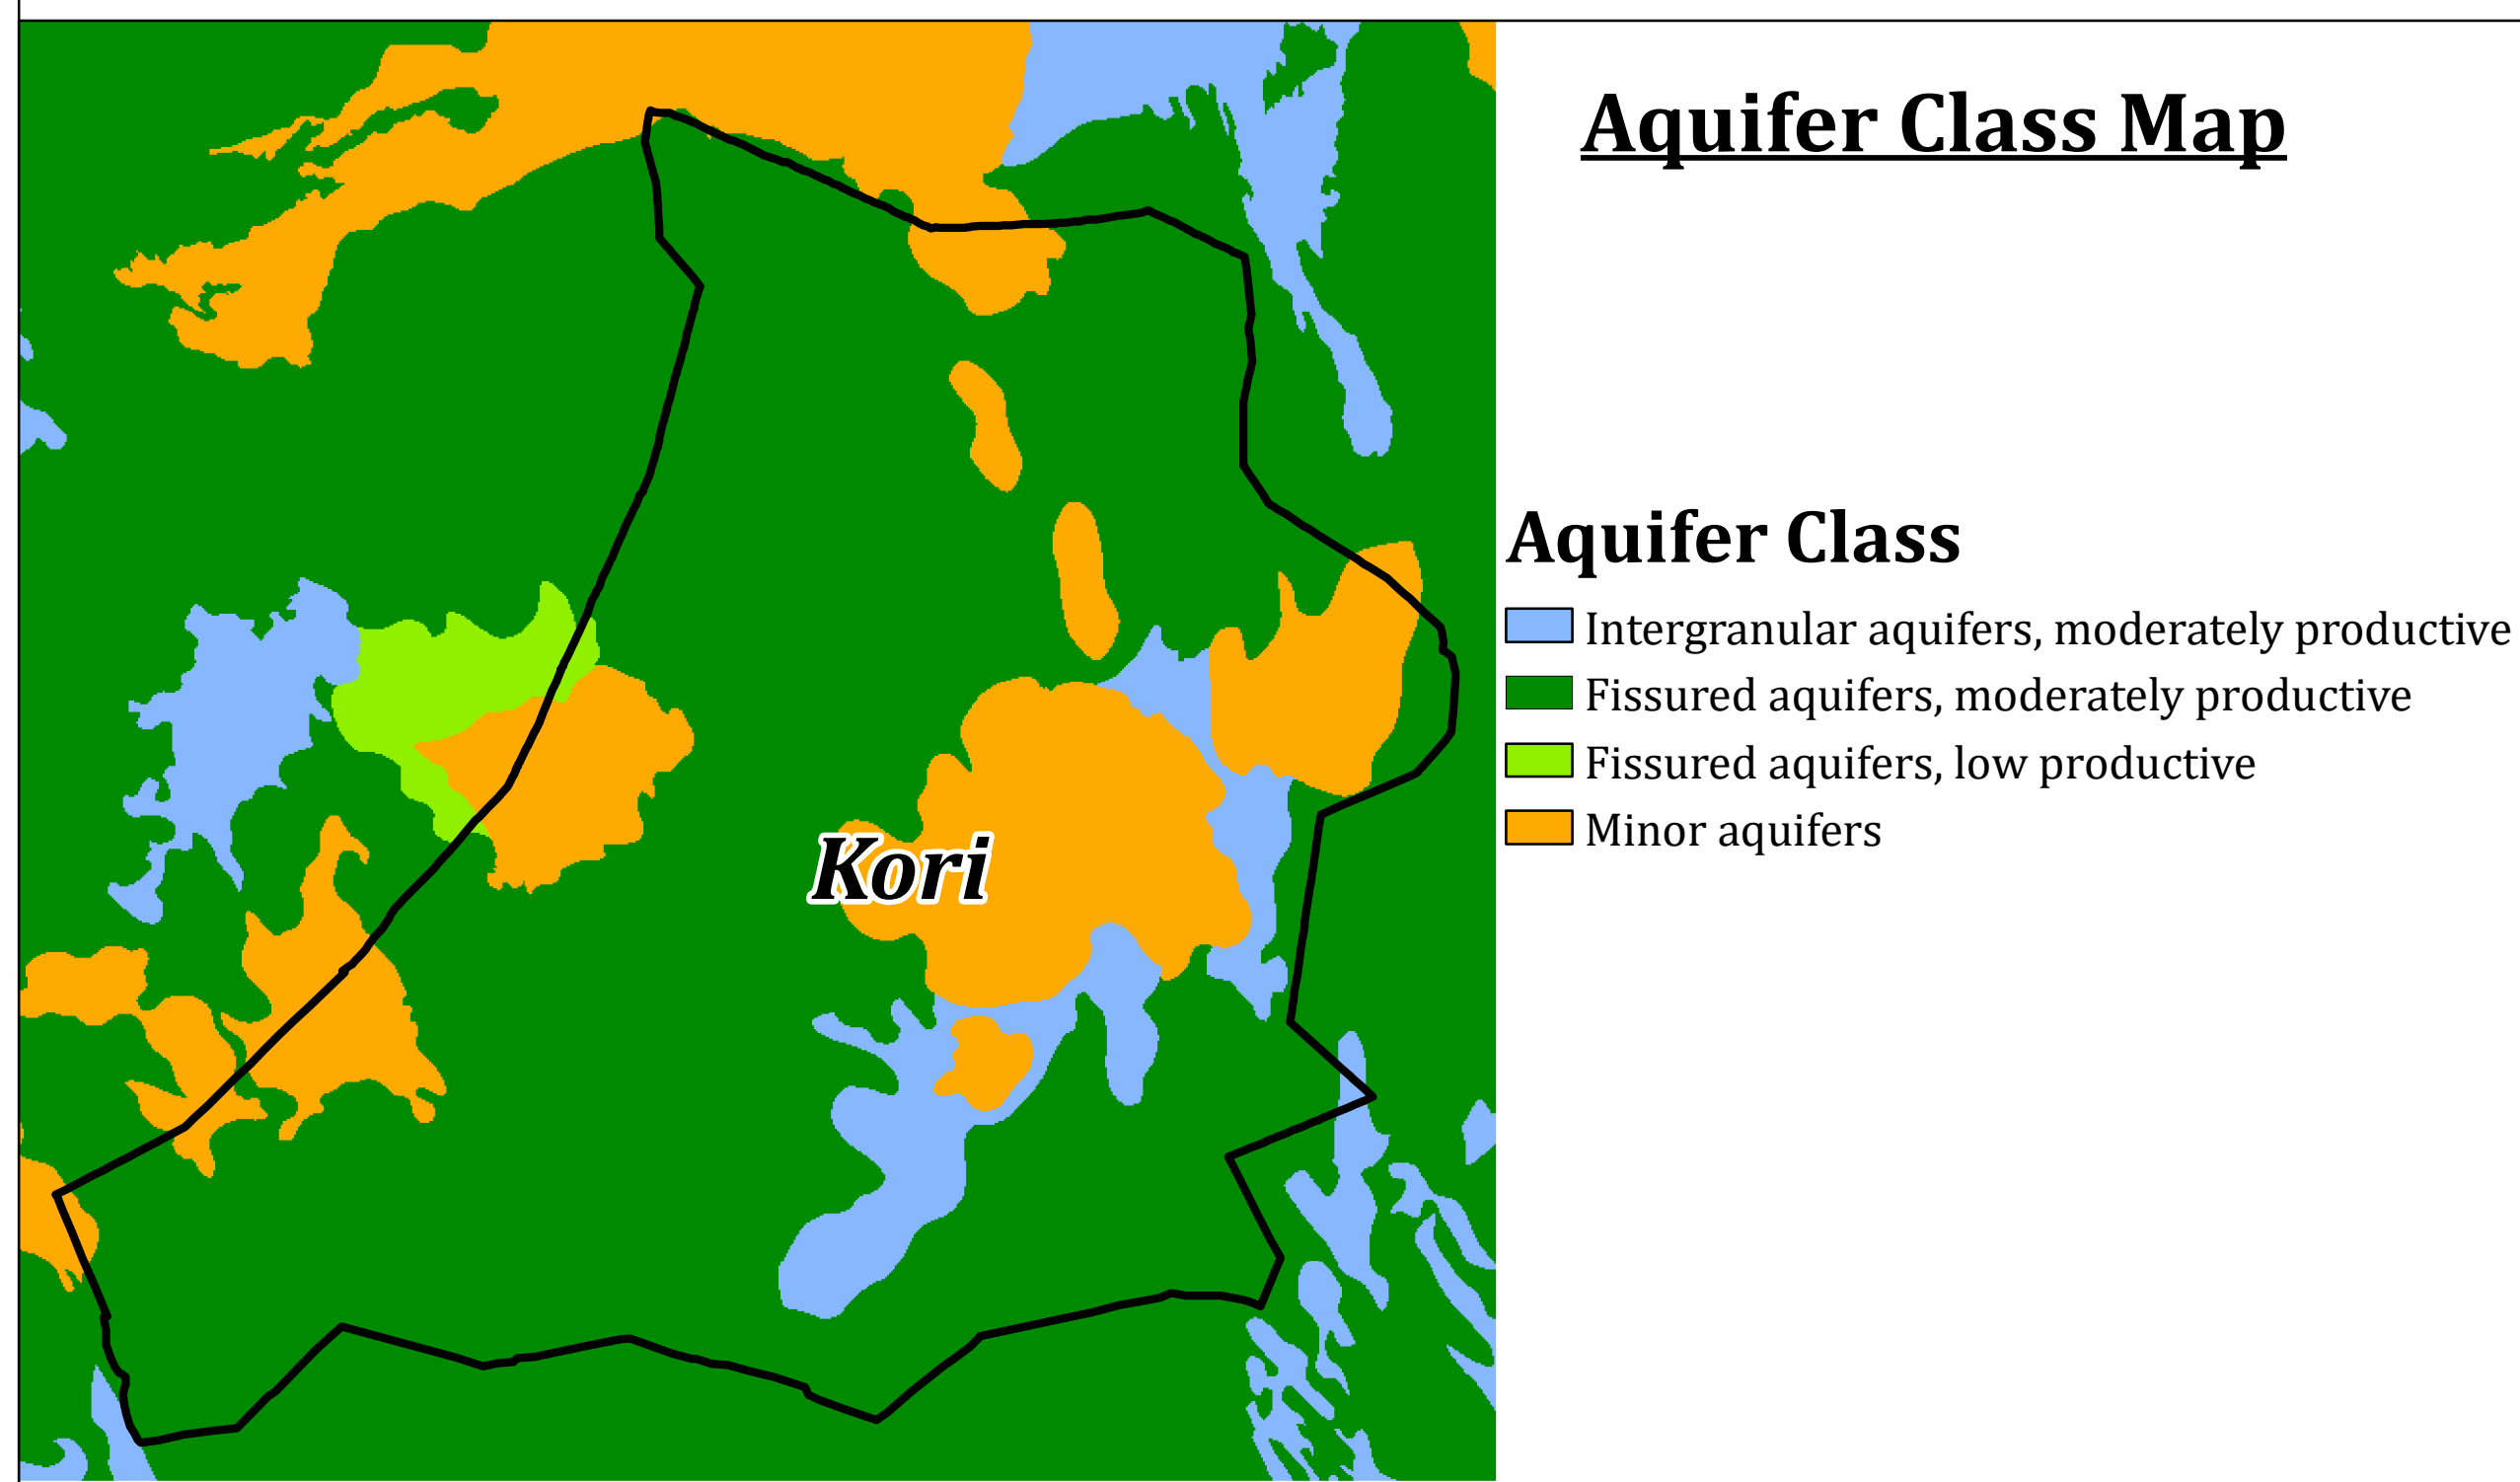 Aquifer Class Map
Kori
Aquifer Class
Intergranular aquifers, moderately productive
Fissured aquifers, moderately productive
Fissured aquifers, low productive
Minor aquifers